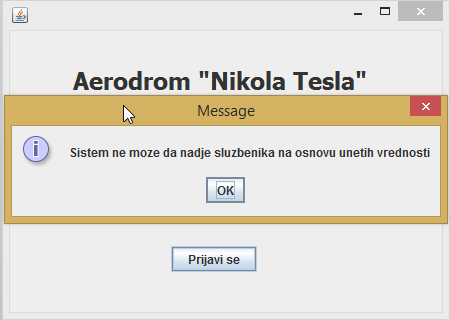 Aerodrom "Nikola Tesla"
Message
Sistem ne moze da nadje sluzbenika na osnovu unetih vrednosti
OK
Prijavi se